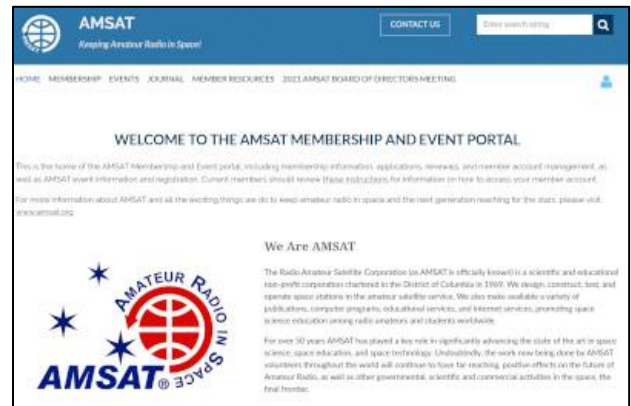 AMSAT
Keeping Amateur Radio in Space!
CONTACT US
Enter search string
HOME MEMBERSHIP EVENTS JOURNAL MEMBER RESOURCES 2021 AMSAT BOARD OF DIRECTORS MEETING
WELCOME TO THE AMSAT MEMBERSHIP AND EVENT PORTAL
This is the home of the AMSAT Membership and Event portal, including membership information, applications, renewals, and member account management, as
well as AMSAT event information and registration. Current members should review these instructions for information on how to access your member account.
For more information about AMSAT and all the exciting things we do to keep amateur radio in space and the next generation reaching for the stars, please visit
www.amsat.org
We Are AMSAT
The Radio Amateur Satellite Corporation (as AMSAT is officially known) is a scientific and educational
non-profit corporation chartered in the District of Columbia in 1969. We design, construct, test, and
operate space stations in the amateur satellite service. We also make available a variety of
publications, computer programs, educational services, and Internet services, promoting space
science education among radio amateurs and students worldwide.
For over 50 years AMSAT has played a key role in significantly advancing the state of the art in space
science, space education, and space technology. Undoubtedly, the work now being done by AMSAT
volunteers throughout the world will continue to have far-reaching, positive effects on the future of
Amateur Radio, as well as other governmental, scientific and commercial activities in the space, the
final frontier.
AMATEUR RADIO IN SPACE
AMSAT®